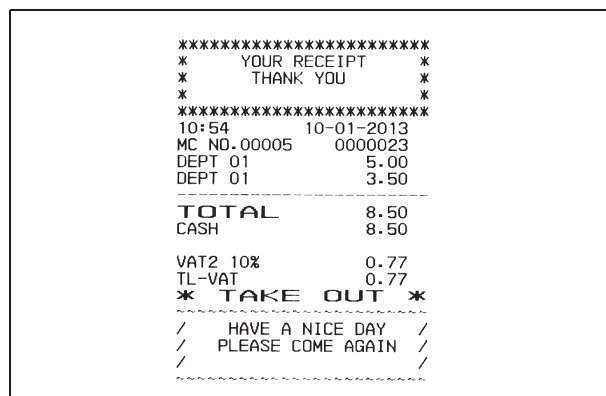 ************************
* YOUR RECEIPT *
* THANK YOU *
* *
************************
10:54 10-01-2013
MC NO.00005 0000023
DEPT 01 5.00
DEPT 01 3.50
------------------------
TOTAL 8.50
CASH 8.50
VAT2 10% 0.77
TL-VAT 0.77
* TAKE OUT *
~~~~~~~~~~~~~~~~~~~~~~~~
/ HAVE A NICE DAY /
/ PLEASE COME AGAIN /
/ /
~~~~~~~~~~~~~~~~~~~~~~~~